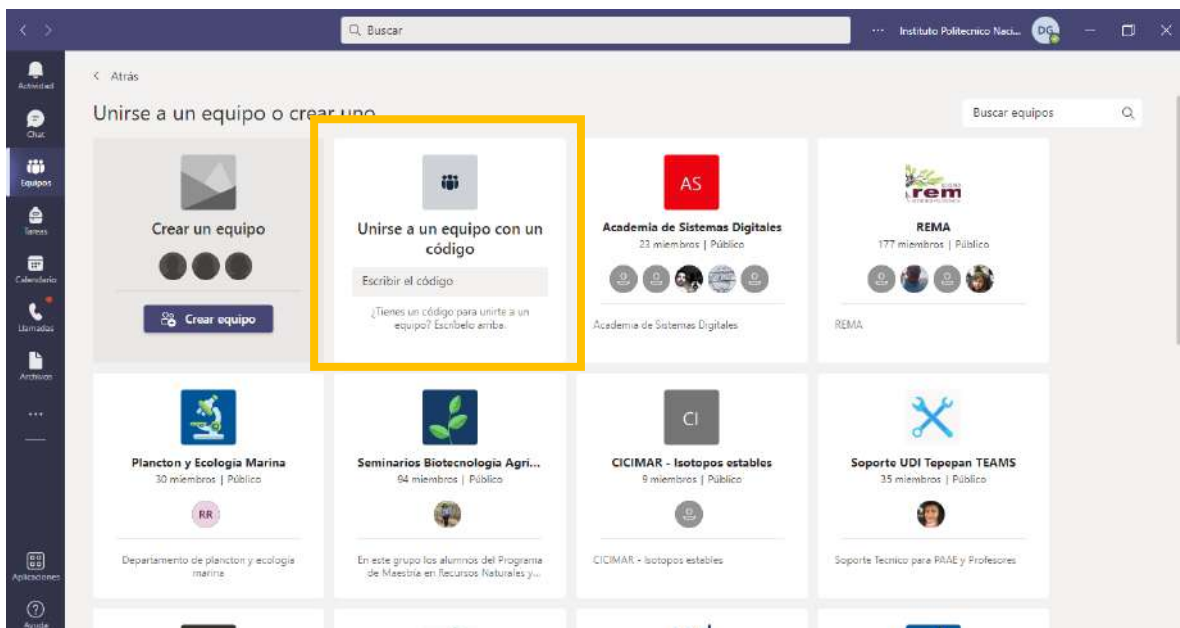 Buscar
Instituto Politecnico Naci...
DG
Actividad
Chat
Equipos
Tareas
Calendario
Llamadas
Archivos
Aplicaciones
Ayuda
Atrás
Unirse a un equipo o crear uno
Buscar equipos
Crear un equipo
Crear equipo
Unirse a un equipo con un
código
Escribir el código
¿Tienes un código para unirte a un
equipo? Escríbelo arriba.
AS
Academia de Sistemas Digitales
23 miembros | Público
Academia de Sistemas Digitales
rem
REMA
177 miembros | Público
REMA
Plancton y Ecología Marina
30 miembros | Público
RR
Departamento de plancton y ecología
marina
Seminarios Biotecnología Agrí...
94 miembros | Público
En este grupo los alumnos del Programa
de Maestría en Recursos Naturales y...
CI
CICIMAR - Isotopos estables
9 miembros | Público
CICIMAR - Isotopos estables
Soporte UDI Tepepan TEAMS
35 miembros | Público
Soporte Tecnico para PAAE y Profesores